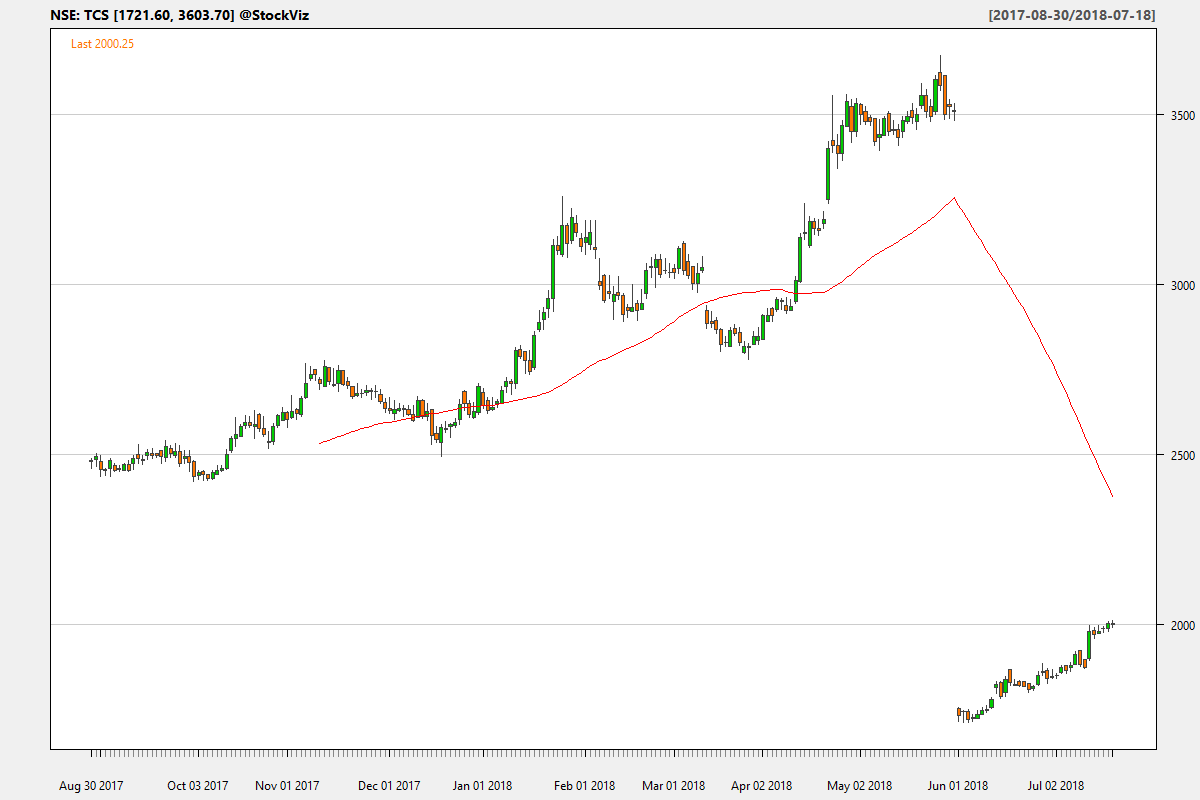 NSE: TCS [1721.60, 3603.70] @StockViz [2017-08-30/2018-07-18]
Last 2000.25
3500
3000
2500
2000
Aug 30 2017 Oct 03 2017 Nov 01 2017 Dec 01 2017 Jan 01 2018 Feb 01 2018 Mar 01 2018 Apr 02 2018 May 02 2018 Jun 01 2018 Jul 02 2018